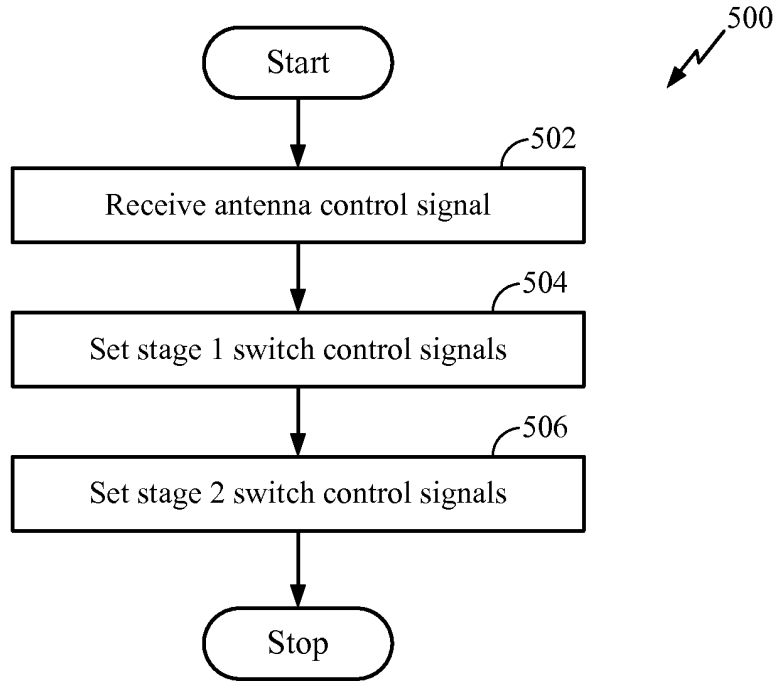 500
Start
502
Receive antenna control signal
504
Set stage 1 switch control signals
506
Set stage 2 switch control signals
Stop